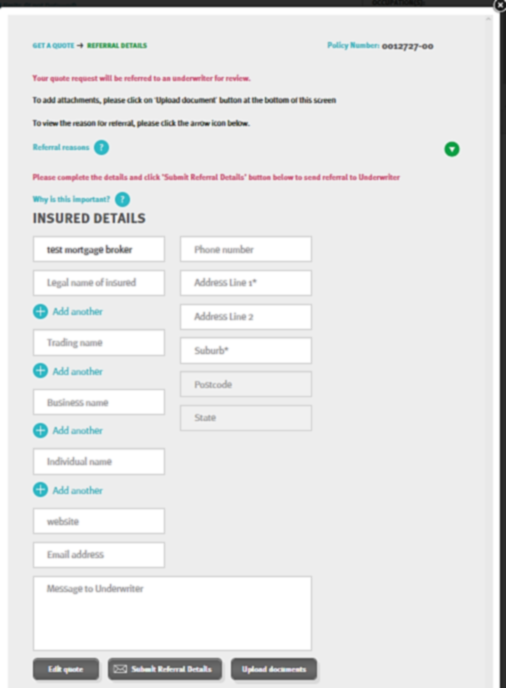 GET A QUOTE → REFERRAL DETAILS
Policy Number: 0012727-00
Your quote request will be referred to an underwriter for review.
To add attachments, please click on 'Upload document' button at the bottom of this screen
To view the reason for referral, please click the arrow icon below.
Referral reasons ?
Please complete the details and click "Submit Referral Details" button below to send referral to Underwriter
Why is this important? ?
INSURED DETAILS
test mortgage broker
Phone number
Legal name of insured
Address Line 1*
+ Add another
Address Line 2
Trading name
Suburb*
+ Add another
Postcode
Business name
State
+ Add another
Individual name
+ Add another
website
Email address
Message to Underwriter
Edit quote
Submit Referral Details
Upload documents